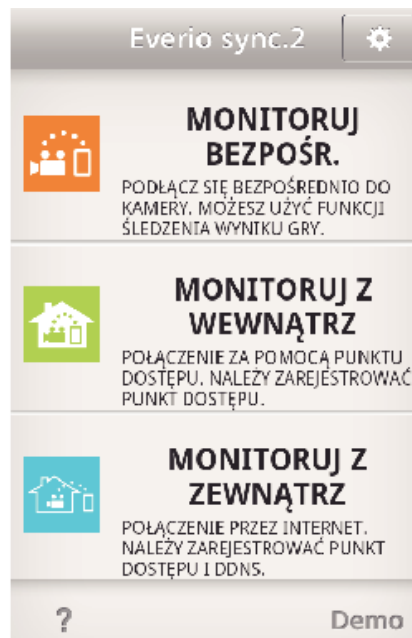 Everio sync.2
MONITORUJ
BEZPOŚR.
PODŁĄCZ SIĘ BEZPOŚREDNIO DO
KAMERY. MOŻESZ UŻYĆ FUNKCJI
ŚLEDZENIA WYNIKU GRY.
MONITORUJ Z
WEWNĄTRZ
POŁĄCZENIE ZA POMOCĄ PUNKTU
DOSTĘPU. NALEŻY ZAREJESTROWAĆ
PUNKT DOSTĘPU.
MONITORUJ Z
ZEWNĄTRZ
POŁĄCZENIE PRZEZ INTERNET.
NALEŻY ZAREJESTROWAĆ PUNKT
DOSTĘPU I DDNS.
? Demo